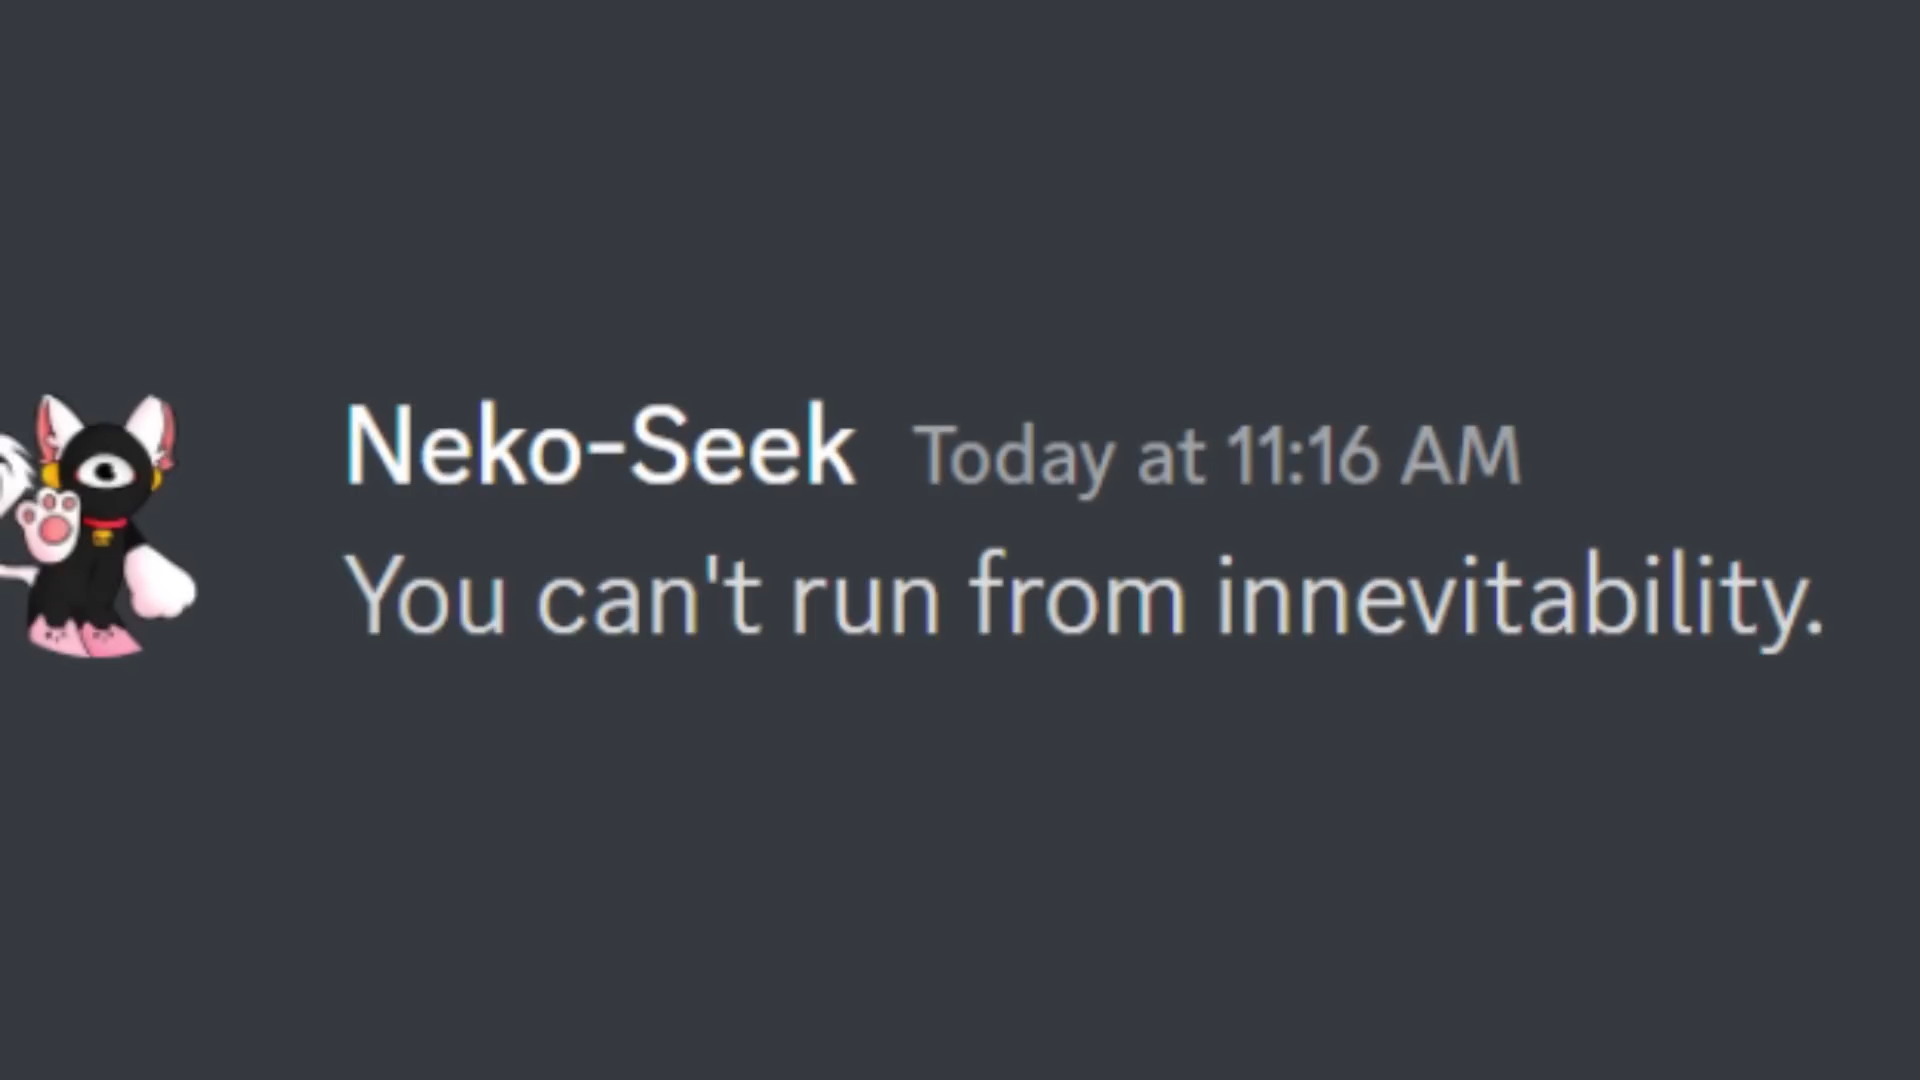 Neko-Seek Today at 11:16 AM
You can't run from innevitability.